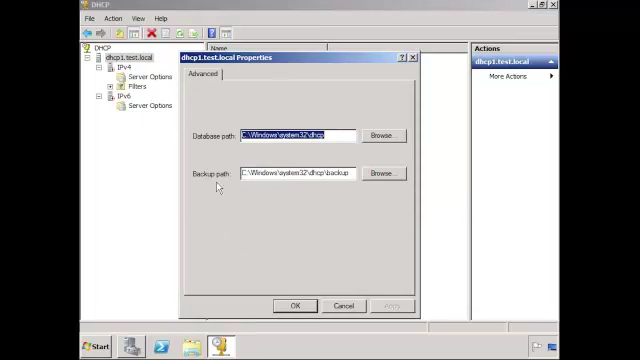 DHCP
File Action View Help
DHCP
dhcp1.test.local
IPv4
Server Options
Filters
IPv6
Server Options
Name
Actions
dhcp1.test.local
More Actions
dhcp1.test.local Properties
Advanced
Database path: C:\Windows\system32\dhcp Browse...
Backup path: C:\Windows\system32\dhcp\backup Browse...
OK Cancel Apply
Start